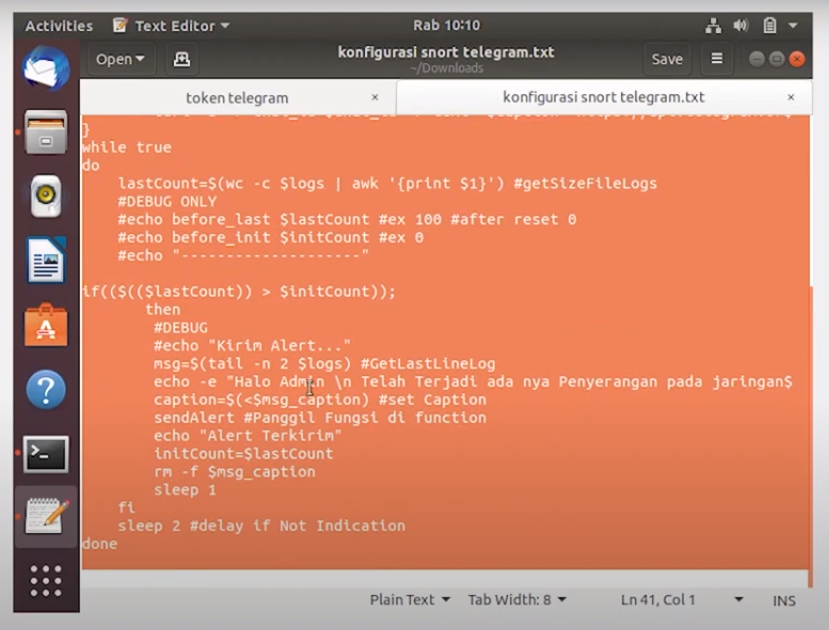 Activities Text Editor Rab 10:10
Open konfigurasi snort telegram.txt Save
~/Downloads
token telegram × konfigurasi snort telegram.txt ×
}
while true
do
lastCount=$(wc -c $logs | awk '{print $1}') #getSizeFileLogs
#DEBUG ONLY
#echo before_last $lastCount #ex 100 #after reset 0
#echo before_init $initCount #ex 0
#echo "--------------------"
if(($(($lastCount)) > $initCount));
then
#DEBUG
#echo "Kirim Alert..."
msg=$(tail -n 2 $logs) #GetLastLineLog
echo -e "Halo Admin \n Telah Terjadi ada nya Penyerangan pada jaringan$
caption=$(<$msg_caption) #set Caption
sendAlert #Panggil Fungsi di function
echo "Alert Terkirim"
initCount=$lastCount
rm -f $msg_caption
sleep 1
fi
sleep 2 #delay if Not Indication
done
Plain Text Tab Width: 8 Ln 41, Col 1 INS